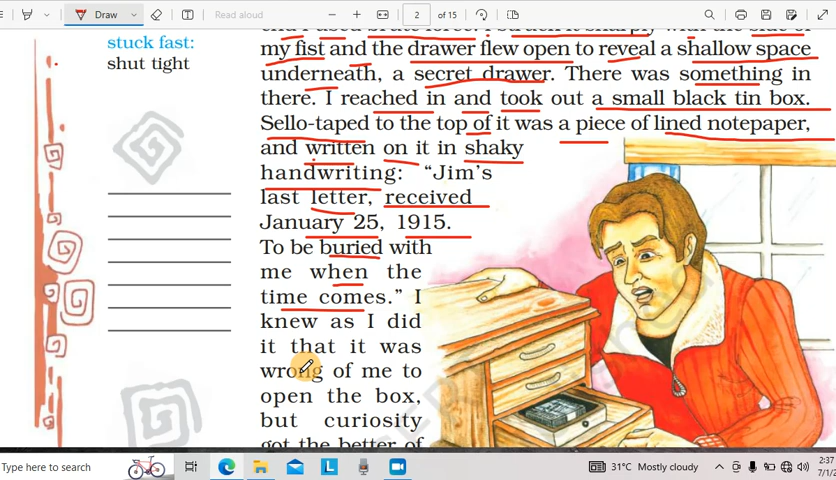 Draw
Read aloud
2
of 15
stuck fast:
shut tight
my fist and the drawer flew open to reveal a shallow space
underneath, a secret drawer. There was something in
there. I reached in and took out a small black tin box.
Sello-taped to the top of it was a piece of lined notepaper,
and written on it in shaky
handwriting: “Jim’s
last letter, received
January 25, 1915.
To be buried with
me when the
time comes.” I
knew as I did
it that it was
wrong of me to
open the box,
but curiosity
got the better of
Type here to search
31°C Mostly cloudy
2:37